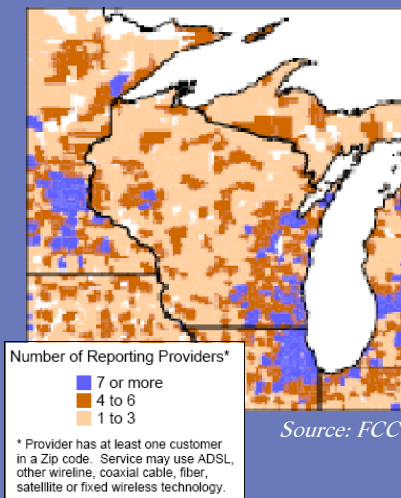 Number of Reporting Providers*
7 or more
4 to 6
1 to 3
* Provider has at least one customer
in a Zip code. Service may use ADSL,
other wireline, coaxial cable, fiber,
satellite or fixed wireless technology.
Source: FCC